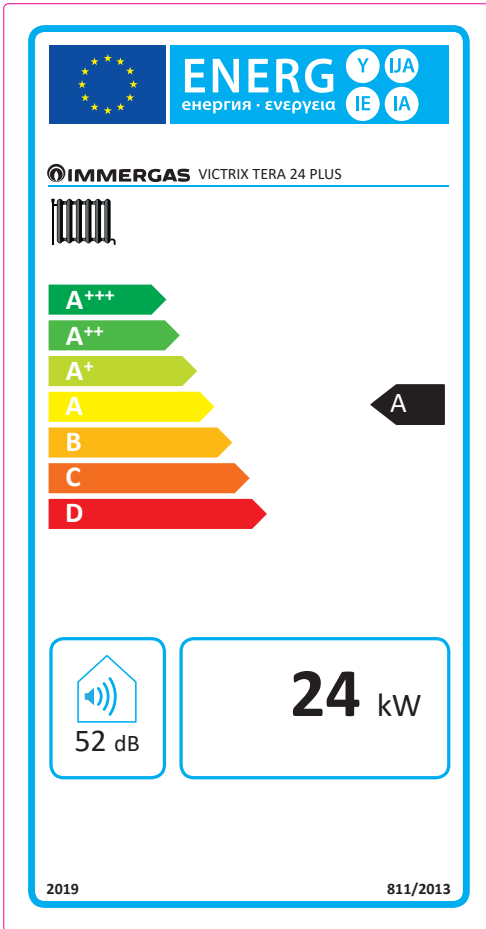 ENERG Y IJA
енергия · ενεργεια IE IA
IMMERGAS VICTRIX TERA 24 PLUS
A+++
A++
A+
A
A
B
C
D
24 kW
52 dB
2019 811/2013